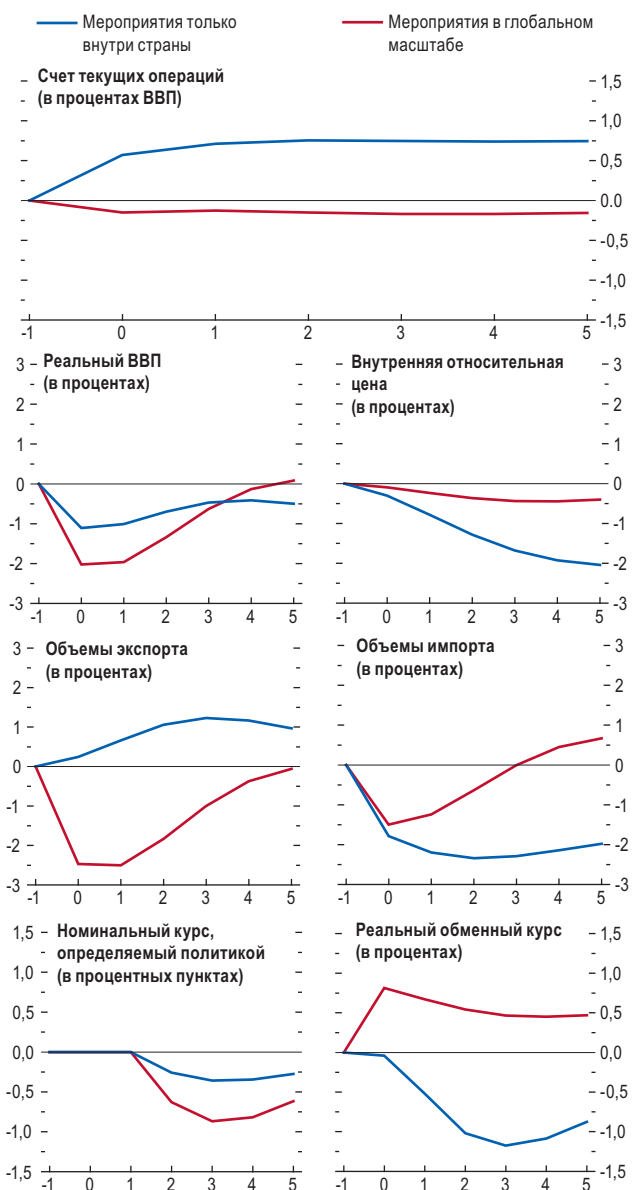 Мероприятия только
внутри страны
Мероприятия в глобальном
масштабе
Счет текущих операций
(в процентах ВВП)
1,5
1,0
0,5
0.0
-0,5
-1,0
-1,5
-1 0 1 2 3 4 5
Реальный ВВП
(в процентах)
3
2
1
0
-1
-2
-3
-1 0 1 2 3 4 5
Внутренняя относительная
цена
(в процентах)
3
2
1
0
-1
-2
-3
-1 0 1 2 3 4 5
Объемы экспорта
(в процентах)
3
2
1
0
-1
-2
-3
-1 0 1 2 3 4 5
Объемы импорта
(в процентах)
3
2
1
0
-1
-2
-3
-1 0 1 2 3 4 5
Номинальный курс,
определяемый политикой
(в процентных пунктах)
1,5
1,0
0,5
0,0
-0,5
-1,0
-1,5
-1 0 1 2 3 4 5
Реальный обменный курс
(в процентах)
1,5
1,0
0,5
0,0
-0,5
-1,0
-1,5
-1 0 1 2 3 4 5